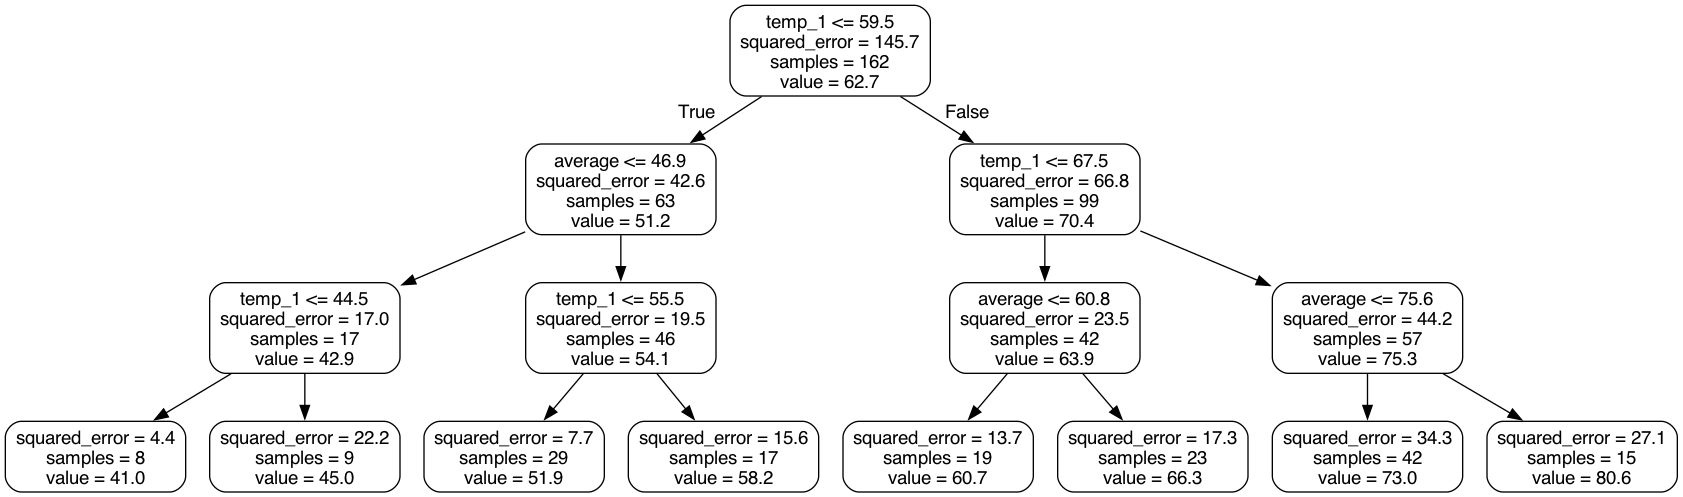 temp_1 <= 59.5
squared_error = 145.7
samples = 162
value = 62.7
True
False
average <= 46.9
squared_error = 42.6
samples = 63
value = 51.2
temp_1 <= 67.5
squared_error = 66.8
samples = 99
value = 70.4
temp_1 <= 44.5
squared_error = 17.0
samples = 17
value = 42.9
temp_1 <= 55.5
squared_error = 19.5
samples = 46
value = 54.1
average <= 60.8
squared_error = 23.5
samples = 42
value = 63.9
average <= 75.6
squared_error = 44.2
samples = 57
value = 75.3
squared_error = 4.4
samples = 8
value = 41.0
squared_error = 22.2
samples = 9
value = 45.0
squared_error = 7.7
samples = 29
value = 51.9
squared_error = 15.6
samples = 17
value = 58.2
squared_error = 13.7
samples = 19
value = 60.7
squared_error = 17.3
samples = 23
value = 66.3
squared_error = 34.3
samples = 42
value = 73.0
squared_error = 27.1
samples = 15
value = 80.6